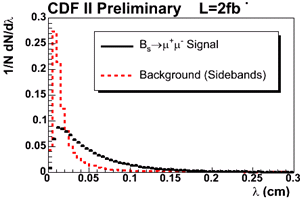 CDF II Preliminary L=2fb⁻
1/N dN/dλ
0.3
0.25
0.2
0.15
0.1
0.05
0
Bₛ→μ⁺μ⁻ Signal
Background (Sidebands)
0 0.05 0.1 0.15 0.2 0.25 0.3
λ (cm)